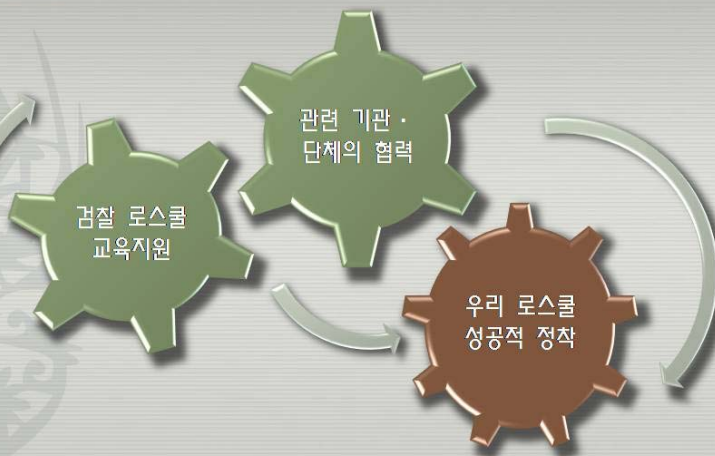 관련 기관·
단체의 협력
검찰 로스쿨
교육지원
우리 로스쿨
성공적 정착